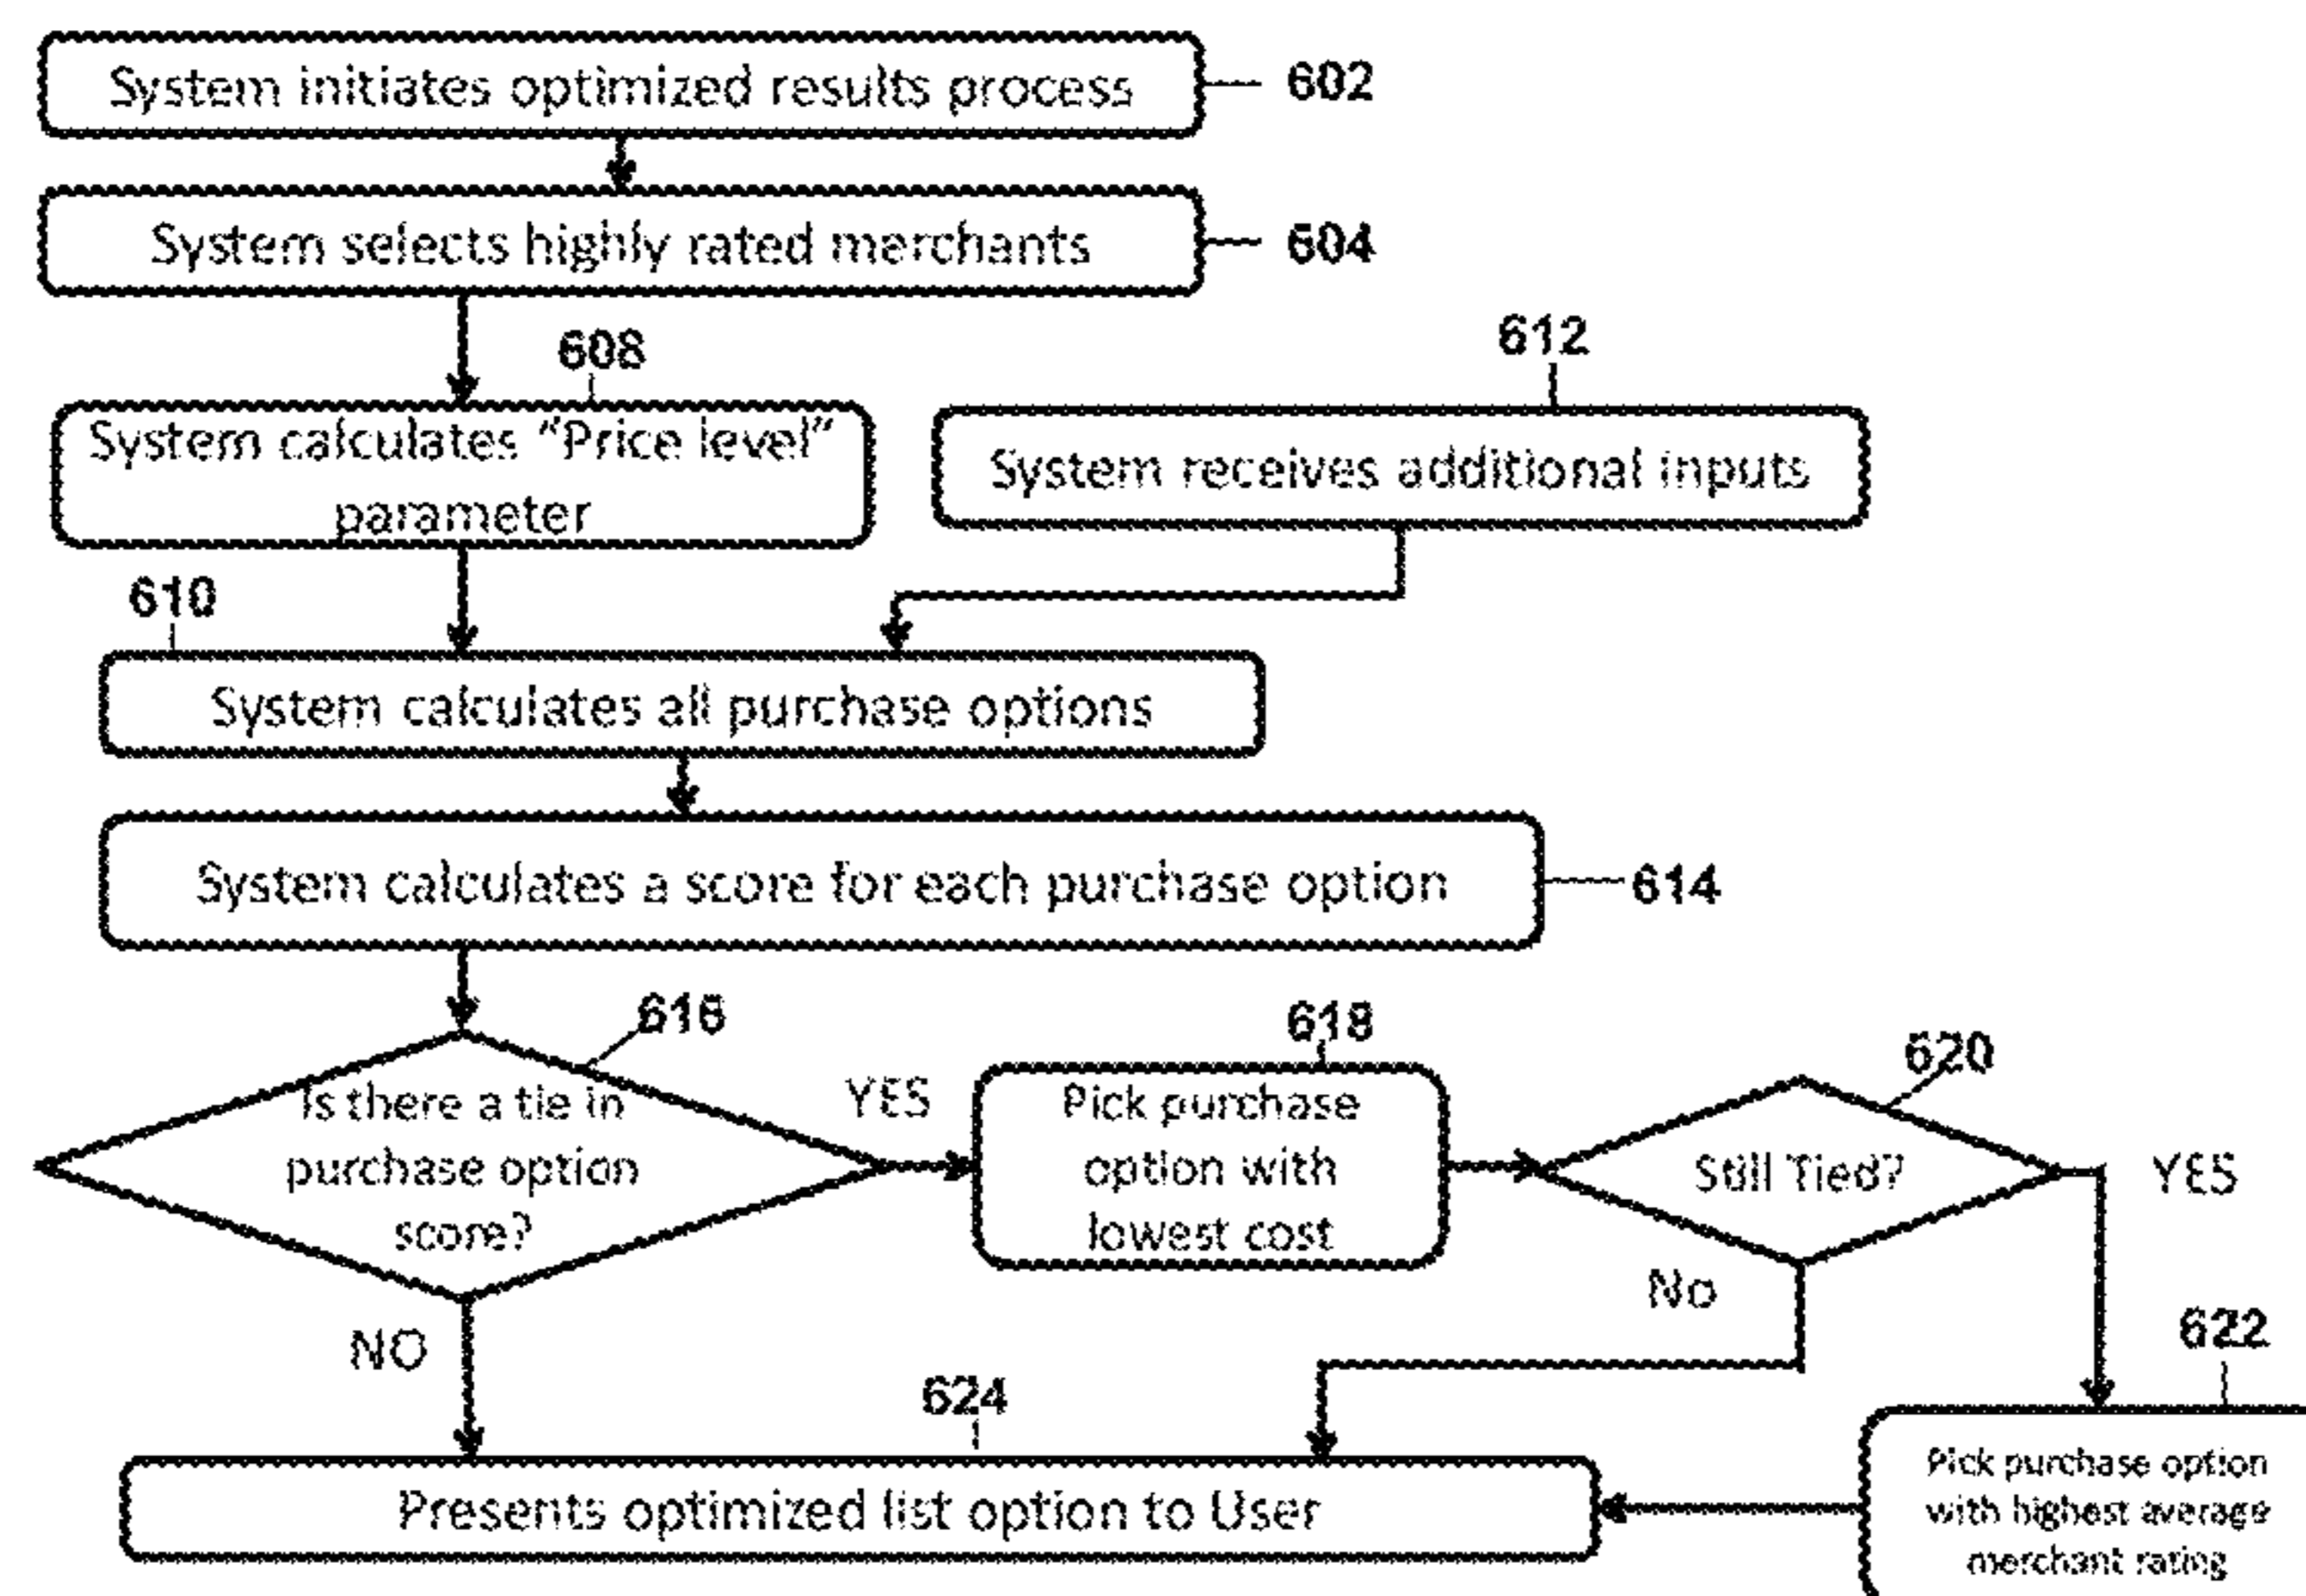 System initiates optimized results process
602
System selects highly rated merchants
604
608
612
System calculates "Price level"
parameter
System receives additional inputs
610
System calculates all purchase options
System calculates a score for each purchase option
614
616
618
620
Is there a tie in
purchase option
score?
YES
Pick purchase
option with
lowest cost
Still Tied?
YES
NO
No
622
624
Presents optimized list option to User
Pick purchase option
with highest average
merchant rating